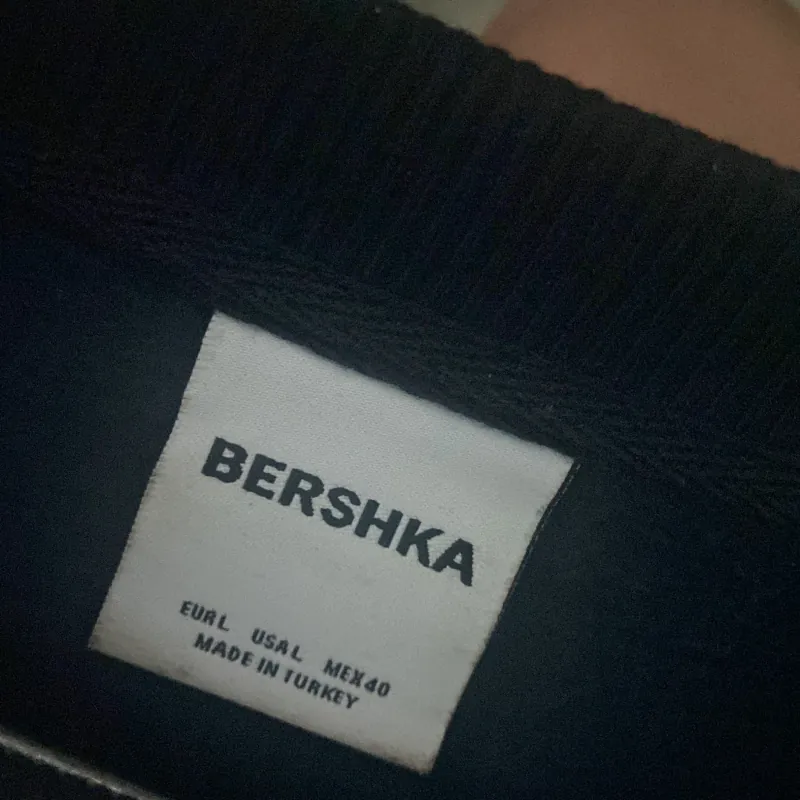 BERSHKA
EUR L USA L MEX 40
MADE IN TURKEY